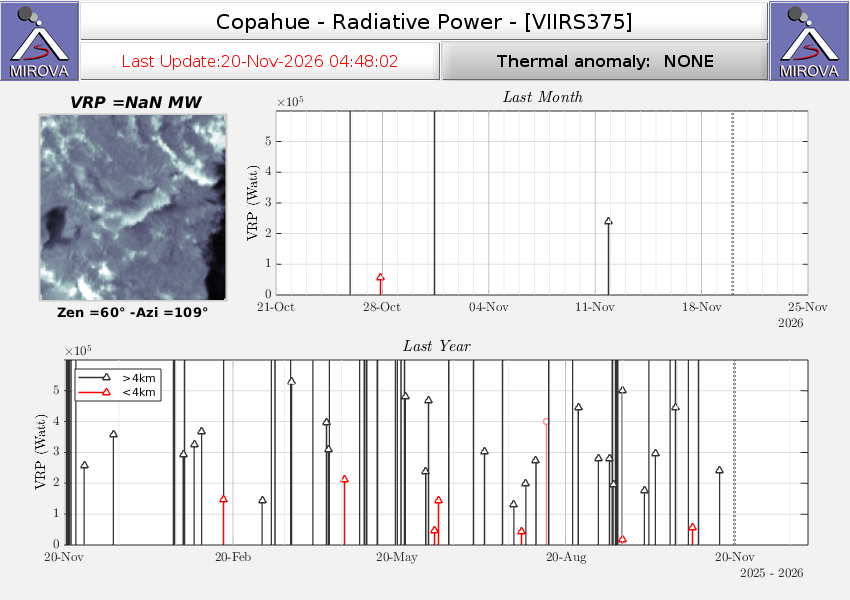 Copahue - Radiative Power - [VIIRS375]
MIROVA
Last Update:20-Nov-2026 04:48:02
Thermal anomaly: NONE
MIROVA
VRP =NaN MW
Zen =60° -Azi =109°
Last Month
×10⁵
VRP (Watt)
5
4
3
2
1
0
21-Oct 28-Oct 04-Nov 11-Nov 18-Nov 25-Nov
2026
Last Year
×10⁵
VRP (Watt)
>4km
<4km
5
4
3
2
1
0
20-Nov 20-Feb 20-May 20-Aug 20-Nov
2025 - 2026